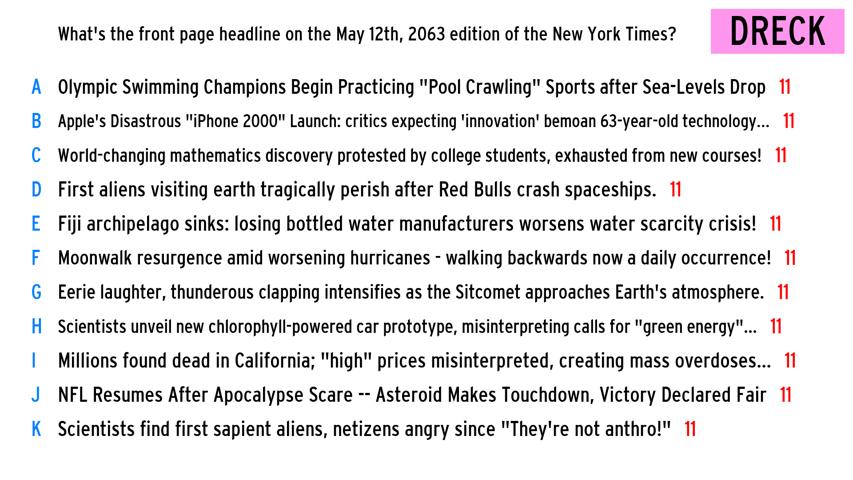 What's the front page headline on the May 12th, 2063 edition of the New York Times?
DRECK
A Olympic Swimming Champions Begin Practicing "Pool Crawling" Sports after Sea-Levels Drop 11
B Apple's Disastrous "iPhone 2000" Launch: critics expecting 'innovation' bemoan 63-year-old technology... 11
C World-changing mathematics discovery protested by college students, exhausted from new courses! 11
D First aliens visiting earth tragically perish after Red Bulls crash spaceships. 11
E Fiji archipelago sinks: losing bottled water manufacturers worsens water scarcity crisis! 11
F Moonwalk resurgence amid worsening hurricanes - walking backwards now a daily occurrence! 11
G Eerie laughter, thunderous clapping intensifies as the Sitcomet approaches Earth's atmosphere. 11
H Scientists unveil new chlorophyll-powered car prototype, misinterpreting calls for "green energy"... 11
I Millions found dead in California; "high" prices misinterpreted, creating mass overdoses... 11
J NFL Resumes After Apocalypse Scare -- Asteroid Makes Touchdown, Victory Declared Fair 11
K Scientists find first sapient aliens, netizens angry since "They're not anthro!" 11